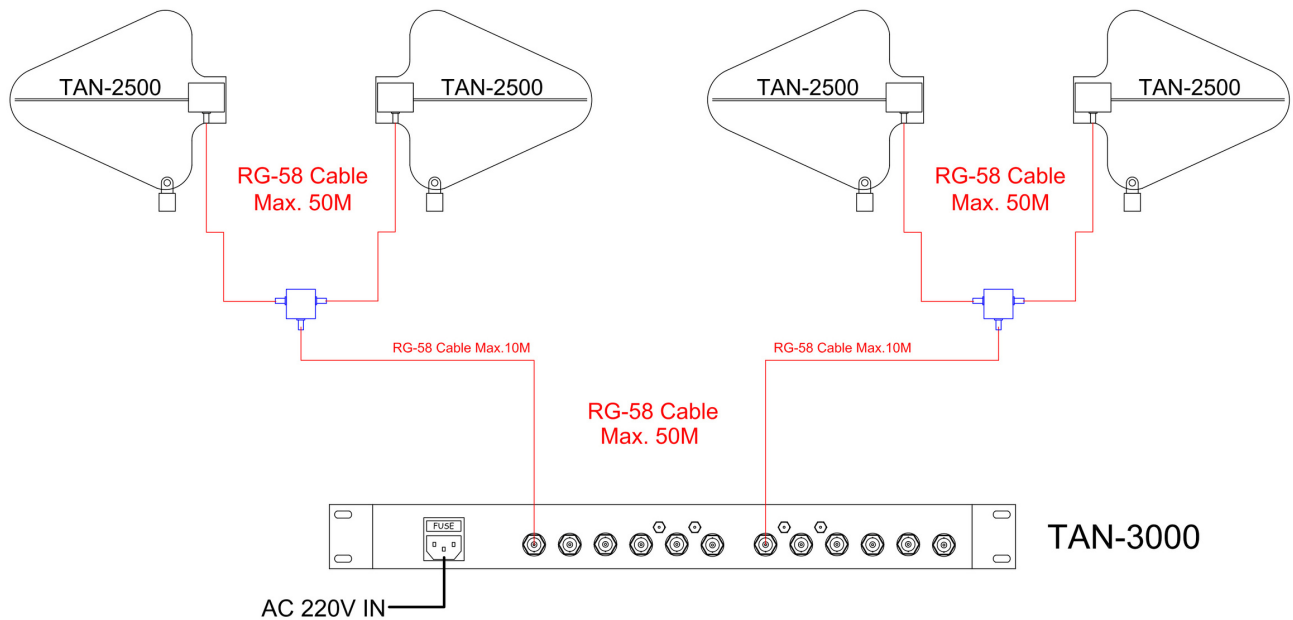 TAN-2500
TAN-2500
TAN-2500
TAN-2500
RG-58 Cable
Max. 50M
RG-58 Cable
Max. 50M
RG-58 Cable Max.10M
RG-58 Cable Max.10M
RG-58 Cable
Max. 50M
FUSE
TAN-3000
AC 220V IN